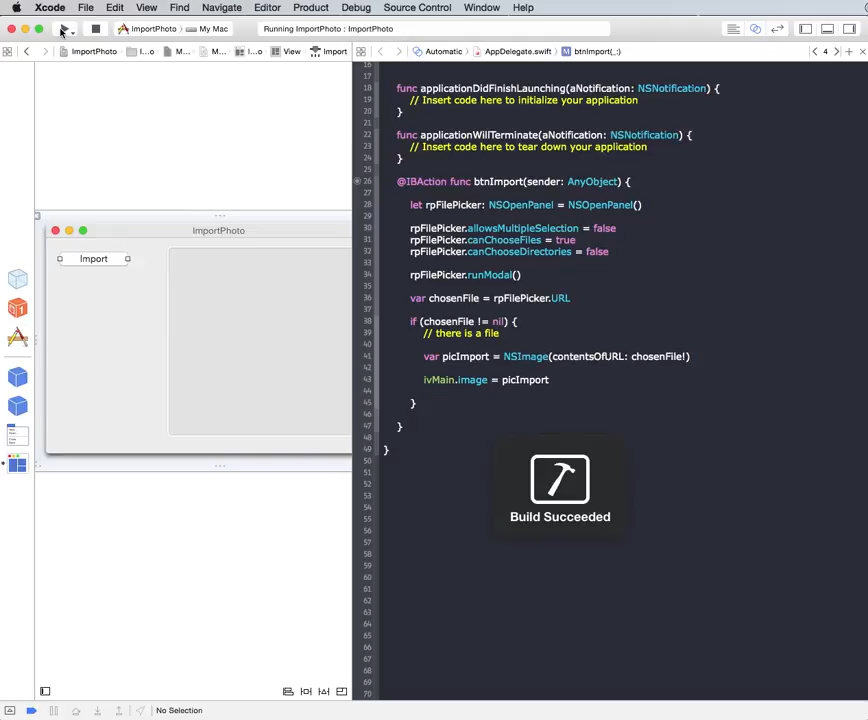 Xcode File Edit View Find Navigate Editor Product Debug Source Control Window Help
ImportPhoto My Mac Running ImportPhoto : ImportPhoto
ImportPhoto I...o M... M... I...o View Import Automatic AppDelegate.swift btnImport(_:) 4
16
17
18 func applicationDidFinishLaunching(aNotification: NSNotification) {
19 // Insert code here to initialize your application
20 }
21
22 func applicationWillTerminate(aNotification: NSNotification) {
23 // Insert code here to tear down your application
24 }
25
26 @IBAction func btnImport(sender: AnyObject) {
27
28 let rpFilePicker: NSOpenPanel = NSOpenPanel()
29
30 rpFilePicker.allowsMultipleSelection = false
31 rpFilePicker.canChooseFiles = true
32 rpFilePicker.canChooseDirectories = false
33
34 rpFilePicker.runModal()
35
36 var chosenFile = rpFilePicker.URL
37
38 if (chosenFile != nil) {
39 // there is a file
40
41 var picImport = NSImage(contentsOfURL: chosenFile!)
42
43 ivMain.image = picImport
44
45 }
46
47 }
48
49 }
50
51
52
53
54
55
56
57
58
59
60
61
62
63
64
65
66
67
68
69
70
ImportPhoto
Import
Build Succeeded
No Selection